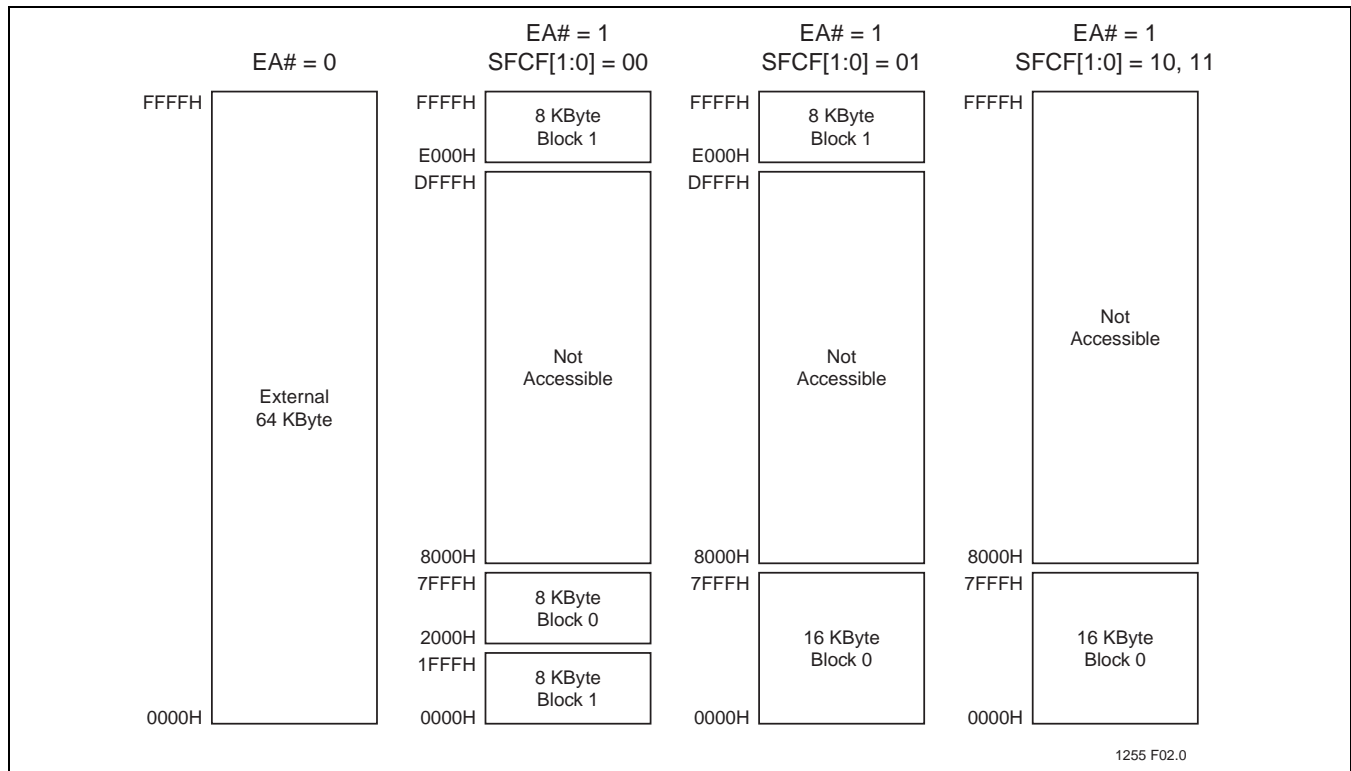 EA# = 0
FFFFH
External
64 KByte
0000H
EA# = 1
SFCF[1:0] = 00
FFFFH
8 KByte
Block 1
E000H
DFFFH
Not
Accessible
8000H
7FFFH
8 KByte
Block 0
2000H
1FFFH
8 KByte
Block 1
0000H
EA# = 1
SFCF[1:0] = 01
FFFFH
8 KByte
Block 1
E000H
DFFFH
Not
Accessible
8000H
7FFFH
16 KByte
Block 0
0000H
EA# = 1
SFCF[1:0] = 10, 11
FFFFH
Not
Accessible
8000H
7FFFH
16 KByte
Block 0
0000H
1255 F02.0